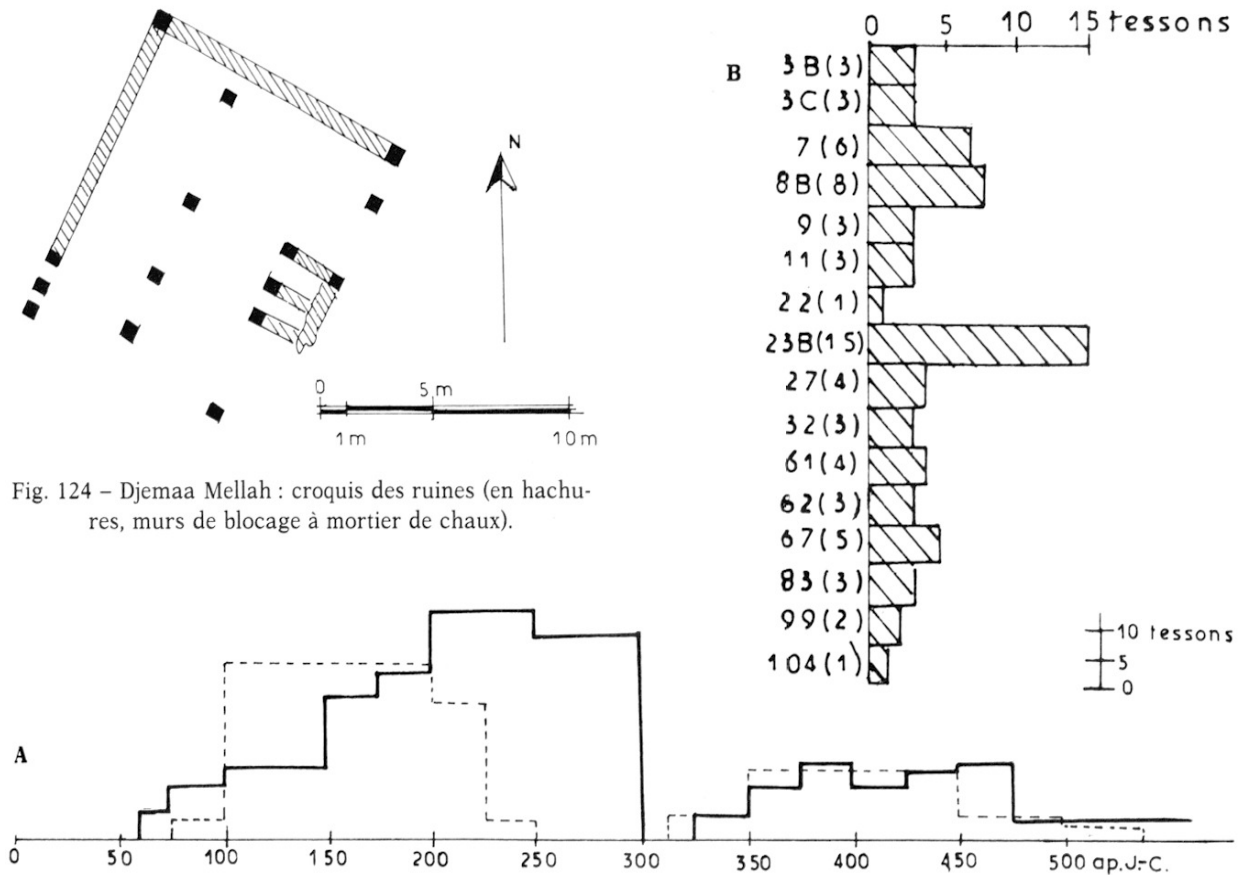 N
0 5 m
1m 10 m
Fig. 124 – Djemaa Mellah : croquis des ruines (en hachu-
res, murs de blocage à mortier de chaux).
B
0 5 10 15 tessons
3B(3)
3C(3)
7(6)
8B(8)
9(3)
11(3)
22(1)
23B(15)
27(4)
32(3)
61(4)
62(3)
67(5)
83(3)
99(2)
104(1)
10 tessons
5
0
A
0 50 100 150 200 250 300 350 400 450 500 ap.J.-C.